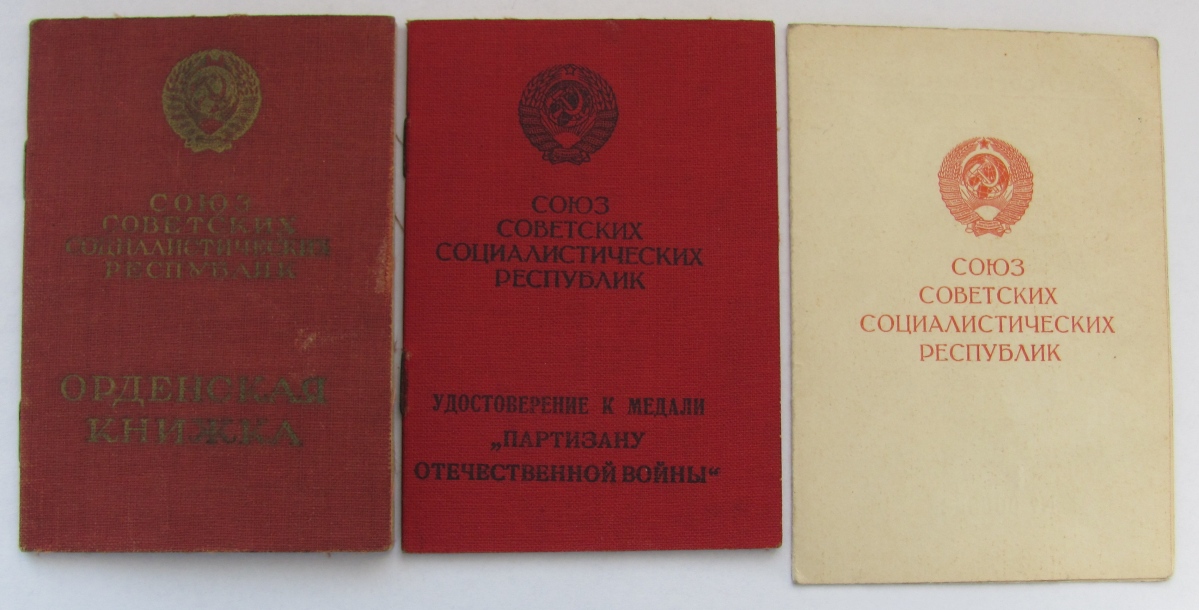 СОЮЗ
СОВЕТСКИХ
СОЦИАЛИСТИЧЕСКИХ
РЕСПУБЛИК
ОРДЕНСКАЯ
КНИЖКА
СОЮЗ
СОВЕТСКИХ
СОЦИАЛИСТИЧЕСКИХ
РЕСПУБЛИК
УДОСТОВЕРЕНИЕ К МЕДАЛИ
„ПАРТИЗАНУ
ОТЕЧЕСТВЕННОЙ ВОЙНЫ“
СОЮЗ
СОВЕТСКИХ
СОЦИАЛИСТИЧЕСКИХ
РЕСПУБЛИК